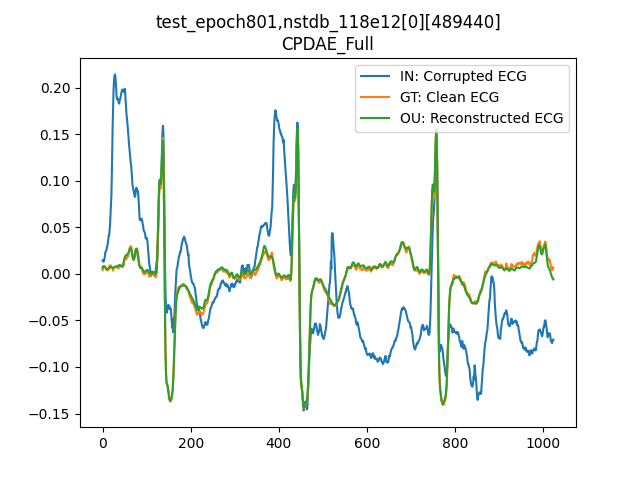 test_epoch801,nstdb_118e12[0][489440]
CPDAE_Full
IN: Corrupted ECG
GT: Clean ECG
OU: Reconstructed ECG
0.20
0.15
0.10
0.05
0.00
−0.05
−0.10
−0.15
0 200 400 600 800 1000